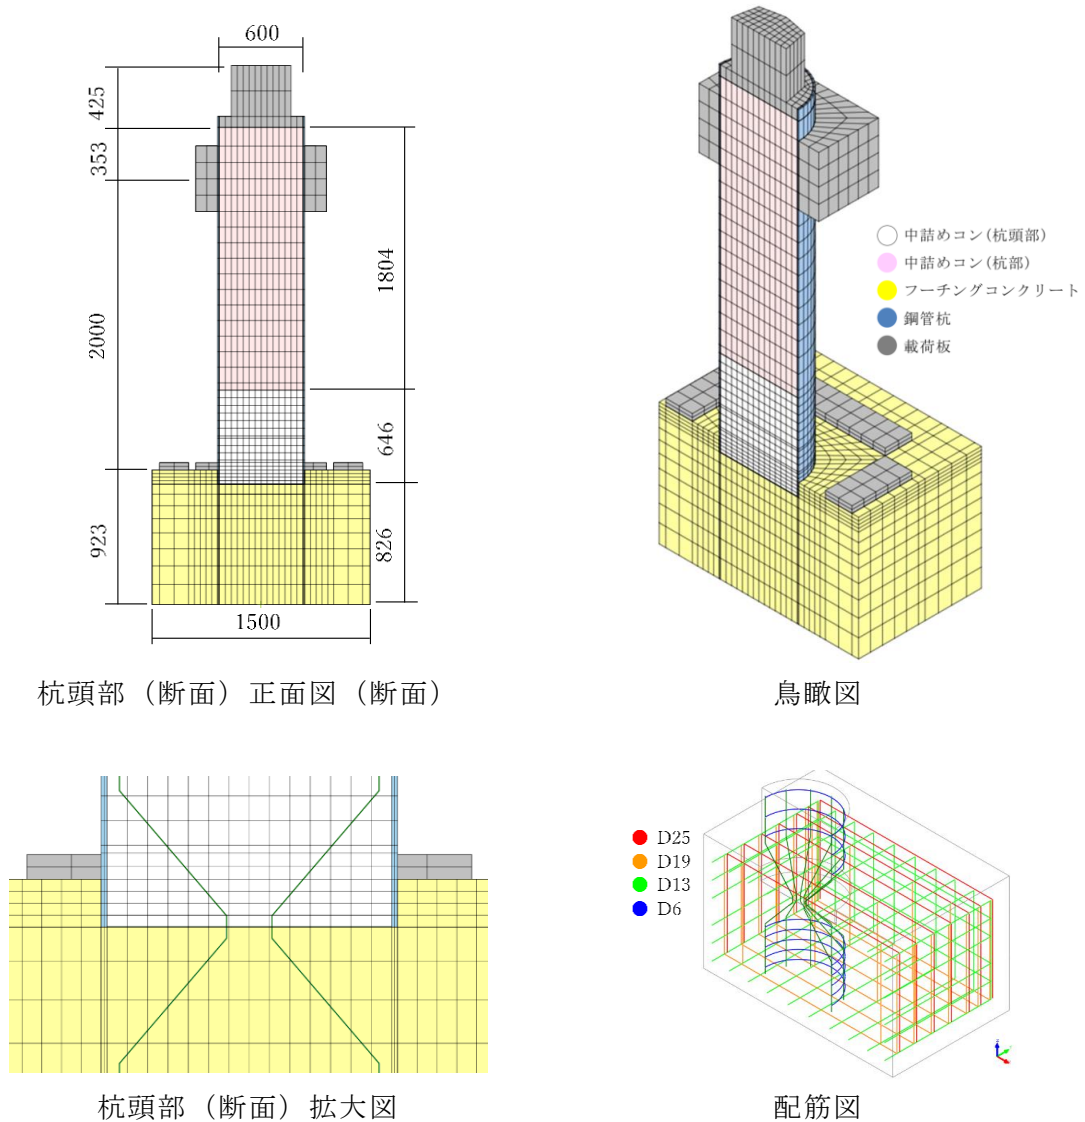 600
425
353
2000
923
1804
646
826
1500
中詰めコン(杭頭部)
中詰めコン(杭部)
フーチングコンクリート
鋼管杭
載荷板
杭頭部（断面）正面図（断面）
鳥瞰図
D25
D19
D13
D6
杭頭部（断面）拡大図
配筋図